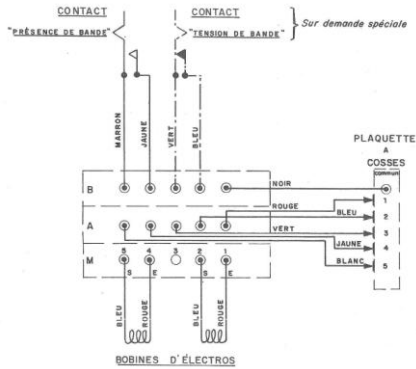 CONTACT CONTACT
"PRÉSENCE DE BANDE" "TENSION DE BANDE" Sur demande spéciale
MARRON JAUNE VERT BLEU
PLAQUETTE
A
COSSES
COMMUN
B NOIR
ROUGE 1
BLEU 2
A VERT 3
JAUNE 4
BLANC 5
M 5 4 3 2 1
S E S E
BLEU ROUGE BLEU ROUGE
BOBINES D'ÉLECTROS